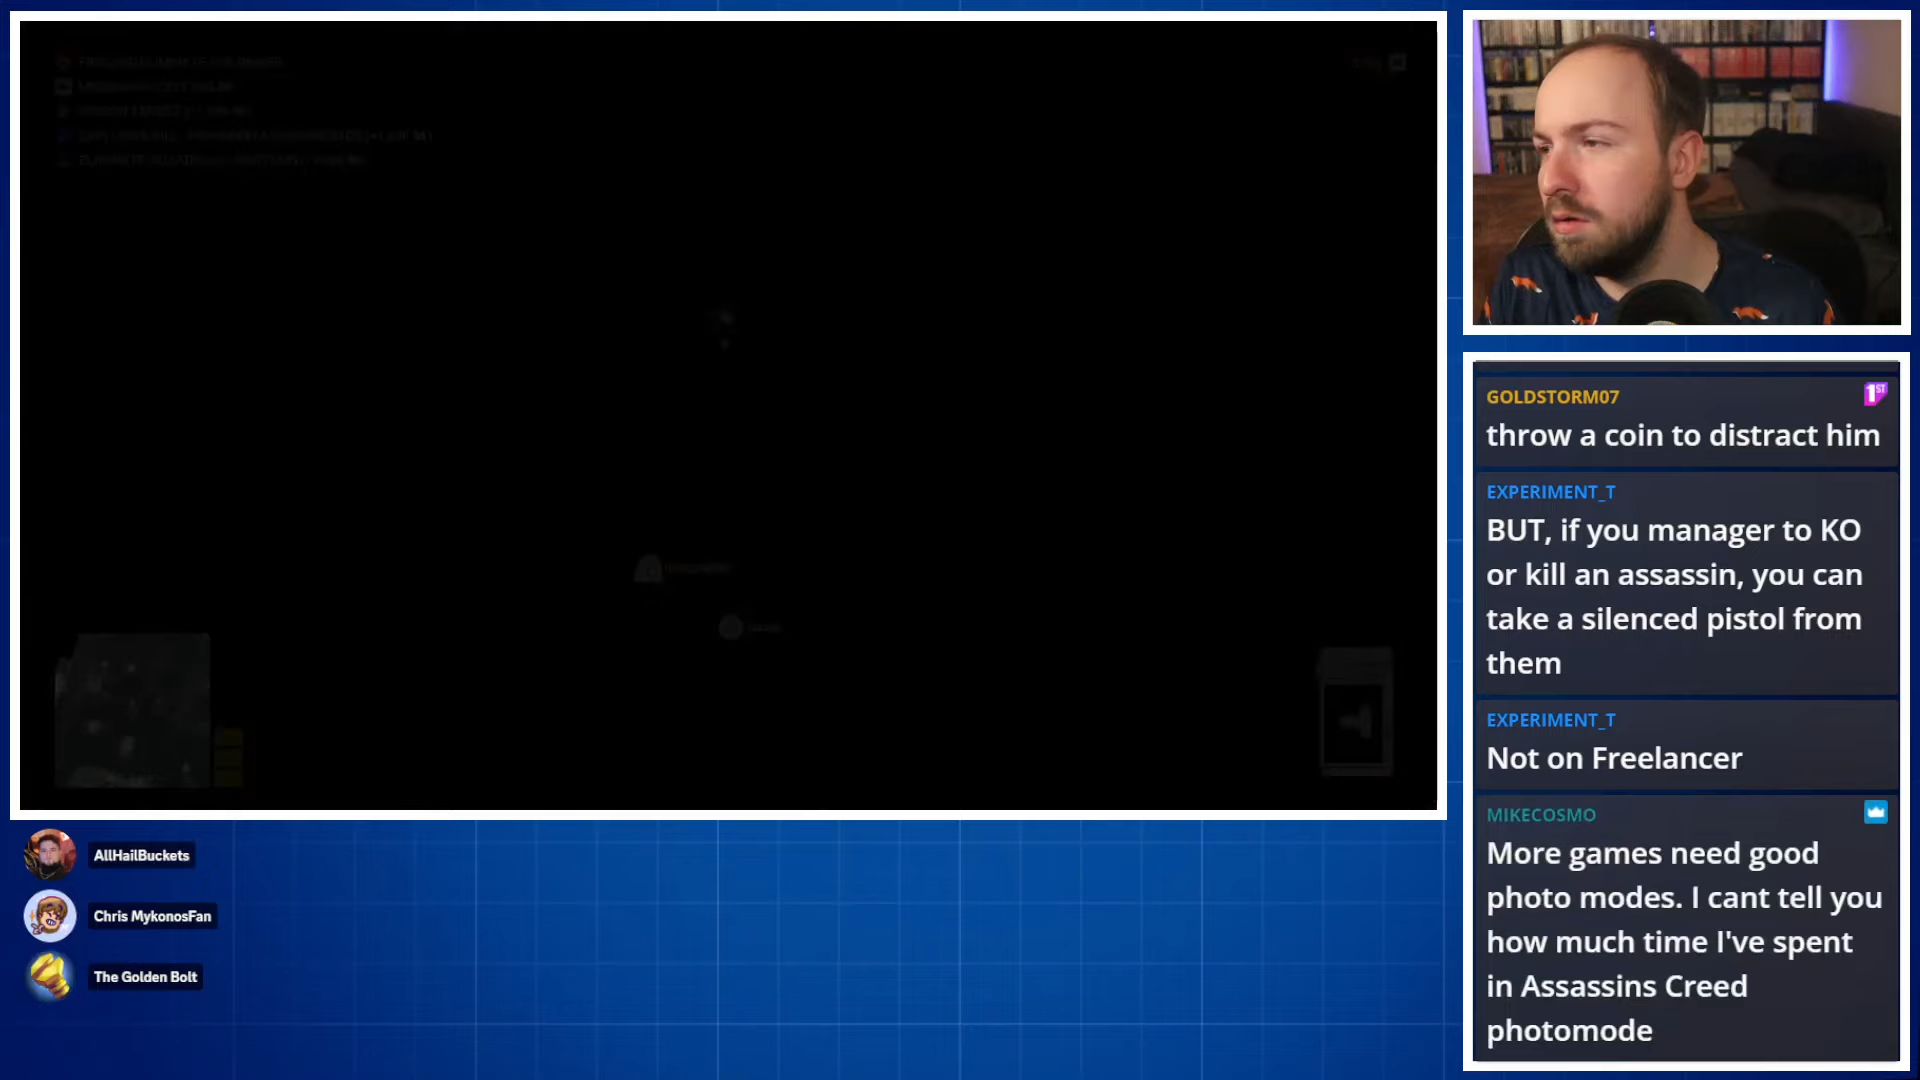 GOLDSTORM07
1ST
throw a coin to distract him
EXPERIMENT_T
BUT, if you manager to KO
or kill an assassin, you can
take a silenced pistol from
them
EXPERIMENT_T
Not on Freelancer
MIKECOSMO
More games need good
photo modes. I cant tell you
how much time I've spent
in Assassins Creed
photomode
AllHailBuckets
Chris MykonosFan
The Golden Bolt